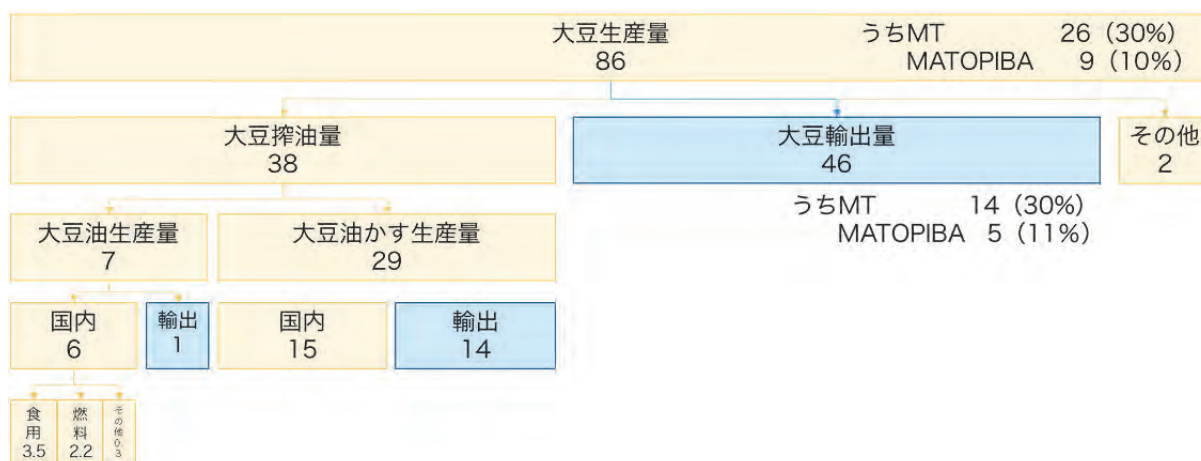 大豆生産量
86
うちMT 26（30%）
MATOPIBA 9（10%）
大豆搾油量
38
大豆輸出量
46
その他
2
うちMT 14（30%）
MATOPIBA 5（11%）
大豆油生産量
7
大豆油かす生産量
29
国内
6
輸出
1
国内
15
輸出
14
食用
3.5
燃料
2.2
その他0.3